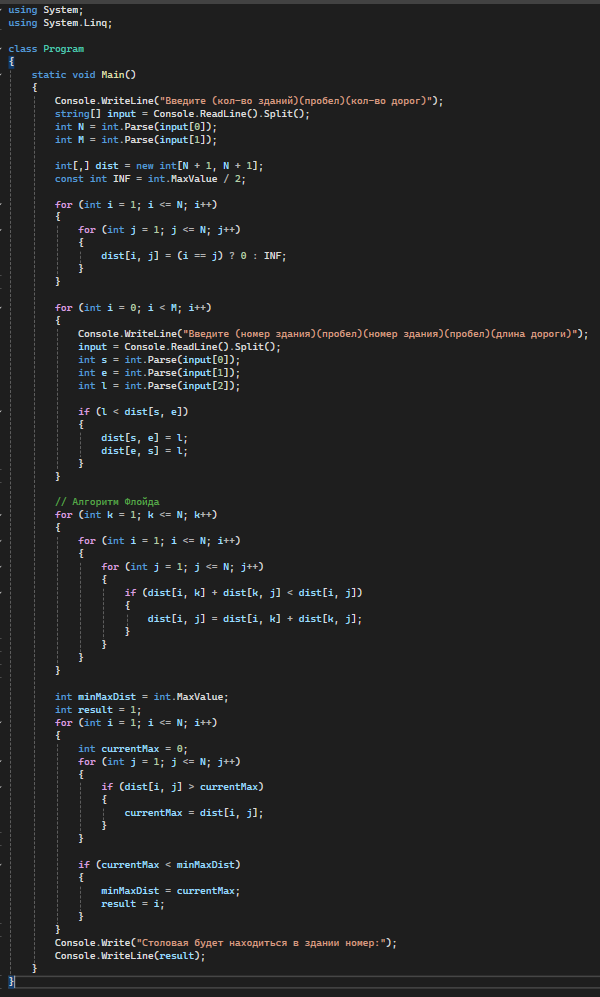 using System;
using System.Linq;
class Program
{
static void Main()
{
Console.WriteLine("Введите (кол-во зданий)(пробел)(кол-во дорог)");
string[] input = Console.ReadLine().Split();
int N = int.Parse(input[0]);
int M = int.Parse(input[1]);
int[,] dist = new int[N + 1, N + 1];
const int INF = int.MaxValue / 2;
for (int i = 1; i <= N; i++)
{
for (int j = 1; j <= N; j++)
{
dist[i, j] = (i == j) ? 0 : INF;
}
}
for (int i = 0; i < M; i++)
{
Console.WriteLine("Введите (номер здания)(пробел)(номер здания)(пробел)(длина дороги)");
input = Console.ReadLine().Split();
int s = int.Parse(input[0]);
int e = int.Parse(input[1]);
int l = int.Parse(input[2]);
if (l < dist[s, e])
{
dist[s, e] = l;
dist[e, s] = l;
}
}
// Алгоритм Флойда
for (int k = 1; k <= N; k++)
{
for (int i = 1; i <= N; i++)
{
for (int j = 1; j <= N; j++)
{
if (dist[i, k] + dist[k, j] < dist[i, j])
{
dist[i, j] = dist[i, k] + dist[k, j];
}
}
}
}
int minMaxDist = int.MaxValue;
int result = 1;
for (int i = 1; i <= N; i++)
{
int currentMax = 0;
for (int j = 1; j <= N; j++)
{
if (dist[i, j] > currentMax)
{
currentMax = dist[i, j];
}
}
if (currentMax < minMaxDist)
{
minMaxDist = currentMax;
result = i;
}
}
Console.Write("Столовая будет находиться в здании номер:");
Console.WriteLine(result);
}
}